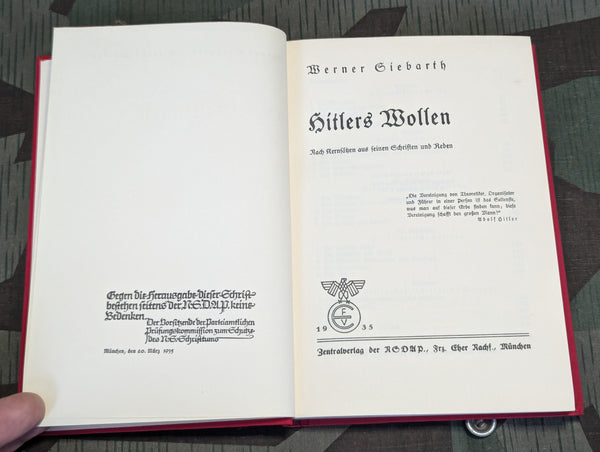 Gegen die Herausgabe dieser Schrift
bestehen seitens der N.S.D.A.P. keine
Bedenken.
Der Vorsitzende der Parteiamtlichen
Prüfungskommission zum Schutze
des N.S.-Schrifttums
München, den 20. März 1935
Werner Siebarth
Hitlers Wollen
Nach Kernsätzen aus seinen Schriften und Reden
„Die Vereinigung von Theoretiker, Organisator
und Führer in einer Person ist das Seltenste,
was man auf dieser Erde finden kann; diese
Vereinigung schafft den großen Mann!“
Adolf Hitler
F
E
V
1935
Zentralverlag der NSDAP., Frz. Eher Nachf., München